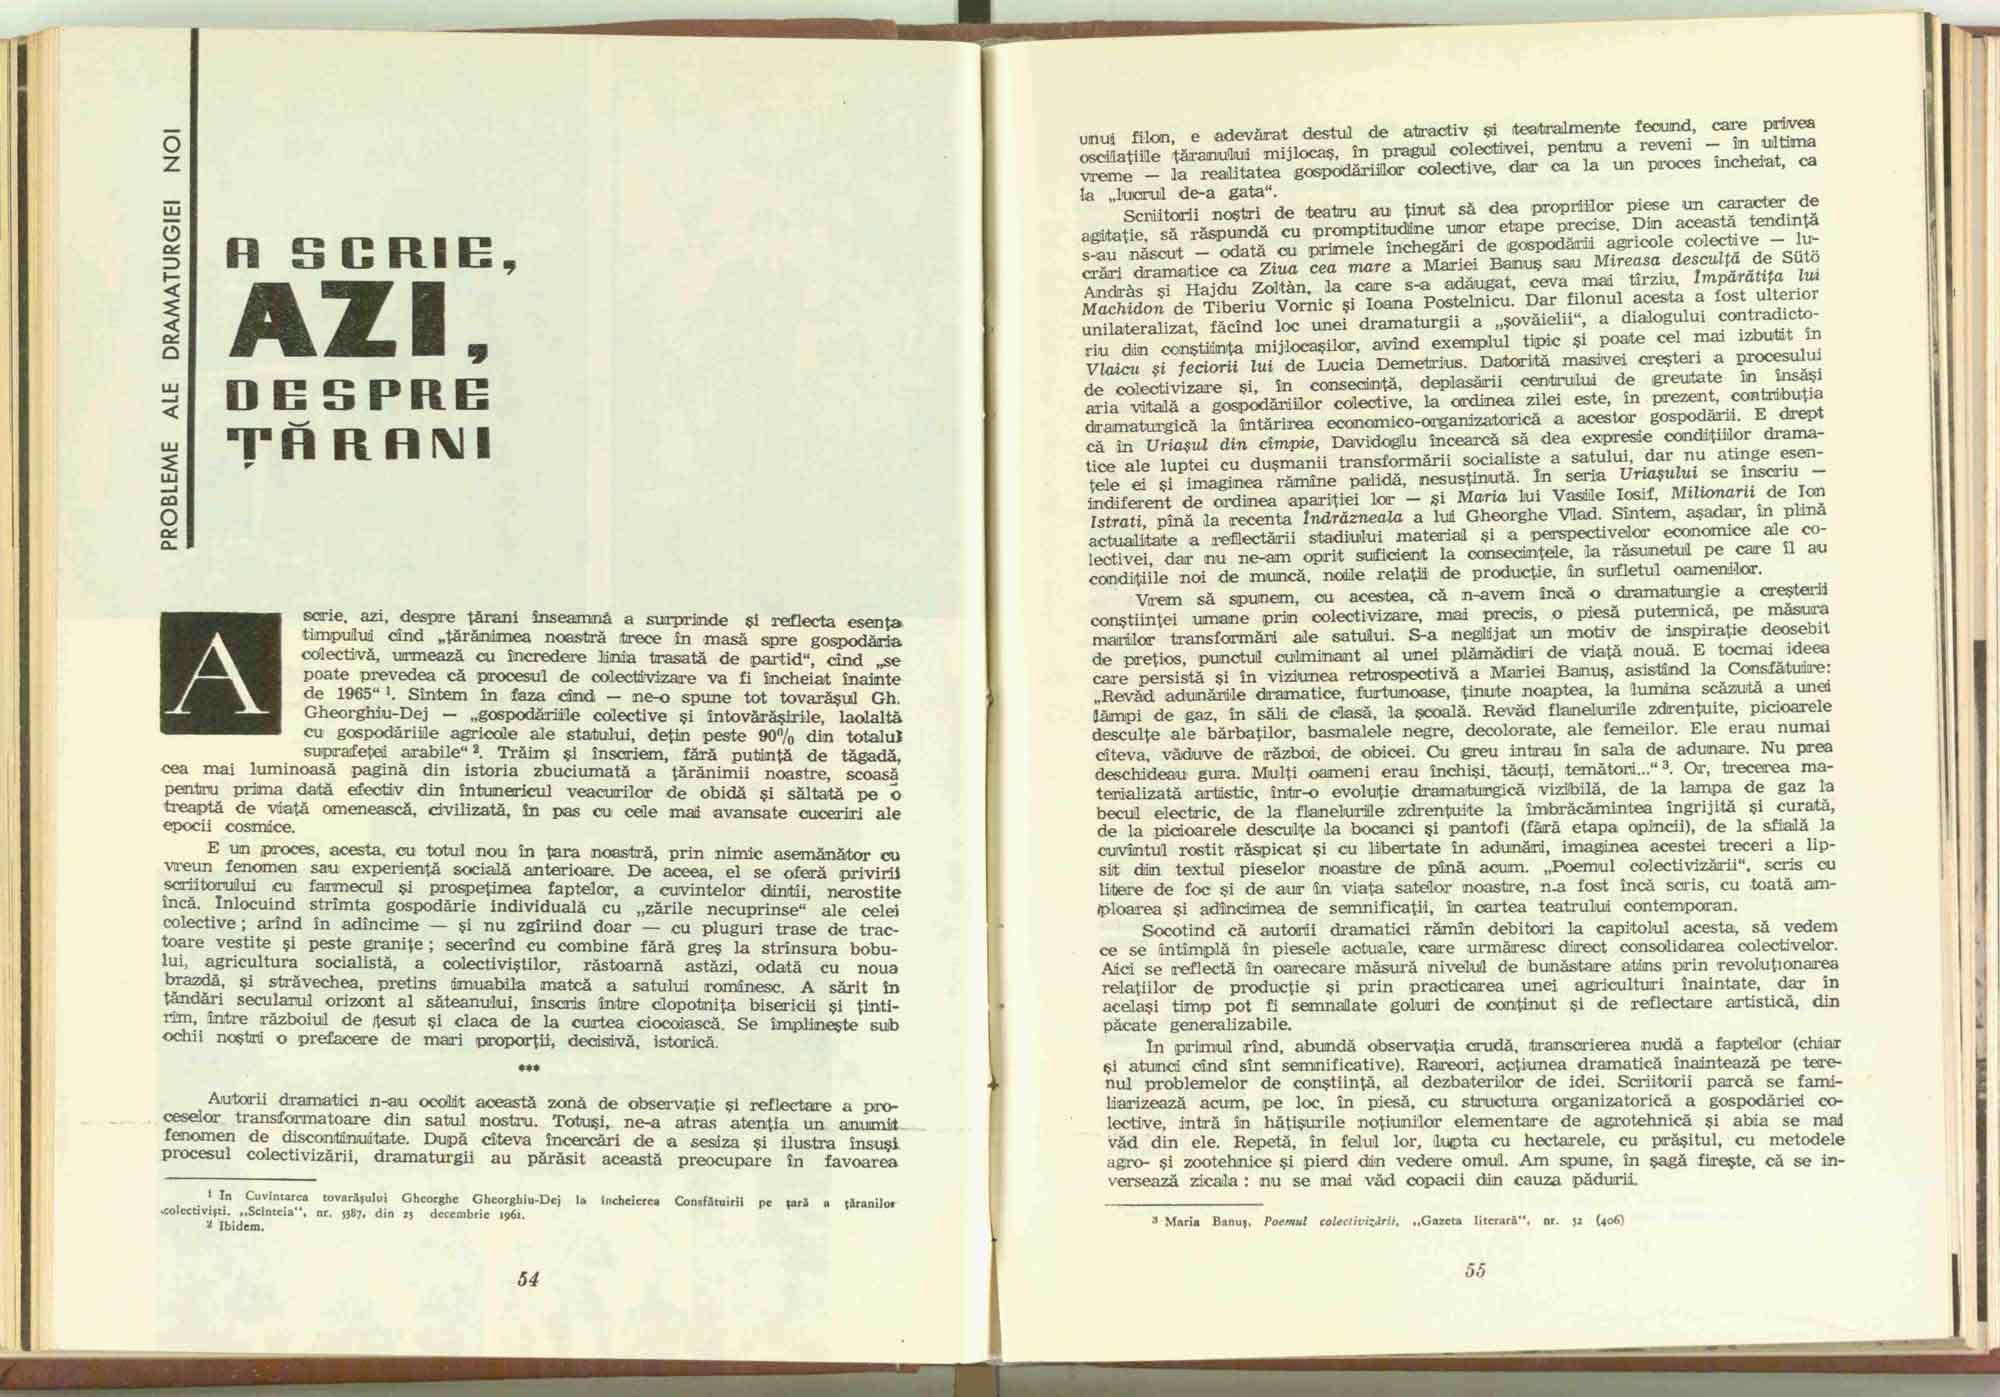 PROBLEME ALE DRAMATURGIEI NOI
A SCRIE,
AZI,
DESPRE
ȚĂRANI
A scrie, azi, despre țărani înseamnă a surprinde și reflecta esența
timpului cînd „țărănimea noastră trece în masă spre gospodăria
colectivă, urmează cu încredere linia trasată de partid“, cînd „se
poate prevedea că procesul de colectivizare va fi încheiat înainte
de 1965“ ¹. Sîntem în faza cînd — ne-o spune tot tovarășul Gh.
Gheorghiu-Dej — „gospodăriile colective și întovărășirile, laolaltă
cu gospodăriile agricole ale statului, dețin peste 90% din totalul
suprafeței arabile“ ². Trăim și înscriem, fără putință de tăgadă,
cea mai luminoasă pagină din istoria zbuciumată a țărănimii noastre, scoasă
pentru prima dată efectiv din întunericul veacurilor de obidă și săltată pe o
treaptă de viață omenească, civilizată, în pas cu cele mai avansate cuceriri ale
epocii cosmice.
E un proces, acesta, cu totul nou în țara noastră, prin nimic asemănător cu
vreun fenomen sau experiență socială anterioare. De aceea, el se oferă privirii
scriitorului cu farmecul și prospețimea faptelor, a cuvintelor dintîi, nerostite
încă. Inlocuind strîmta gospodărie individuală cu „zările necuprinse“ ale celei
colective ; arînd în adîncime — și nu zgîriind doar — cu pluguri trase de trac-
toare vestite și peste granițe ; secerînd cu combine fără greș la strînsura bobu-
lui, agricultura socialistă, a colectiviștilor, răstoarnă astăzi, odată cu noua
brazdă, și străvechea, pretins imuabila matcă a satului romînesc. A sărit în
țăndări secularul orizont al săteanului, înscris între clopotnița bisericii șiținti-
rim, între războiul de țesut și claca de la curtea ciocoiască. Se împlinește sub
ochii noștri o prefacere de mari proporții, decisivă, istorică.
***
Autorii dramatici n-au ocolit această zonă de observație și reflectare a pro-
ceselor transformatoare din satul nostru. Totuși, ne-a atras atenția un anumit
fenomen de discontinuitate. După cîteva încercări de a sesiza și ilustra însuși
procesul colectivizării, dramaturgii au părăsit această preocupare în favoarea
¹ In Cuvîntarea tovarășului Gheorghe Gheorghiu-Dej la încheierea Consfătuirii pe țară a țăranilor
colectiviști. „Scînteia“, nr. 5387, din 23 decembrie 1961.
² Ibidem.
54
unui filon, e adevărat destul de atractiv și teatralmente fecund, care privea
oscilațiile țăranului mijlocaș, în pragul colectivei, pentru a reveni — în ultima
vreme — la realitatea gospodăriilor colective, dar ca la un proces încheiat, ca
la „lucrul de-a gata“.
Scriitorii noștri de teatru au ținut să dea propriilor piese un caracter de
agitație, să răspundă cu promptitudine unor etape precise. Din această tendință
s-au născut — odată cu primele închegări de gospodării agricole colective — lu-
crări dramatice ca Ziua cea mare a Mariei Banuș sau Mireasa desculță de Sütö
Andràs și Hajdu Zoltàn, la care s-a adăugat, ceva mai tîrziu, Împărătița lui
Machidon de Tiberiu Vornic și Ioana Postelnicu. Dar filonul acesta a fost ulterior
unilateralizat, făcînd loc unei dramaturgii a „șovăielii“, a dialogului contradicto-
riu din conștiința mijlocașilor, avînd exemplul tipic și poate cel mai izbutit în
Vlaicu și feciorii lui de Lucia Demetrius. Datorită masivei creșteri a procesului
de colectivizare și, în consecință, deplasării centrului de greutate în însăși
aria vitală a gospodăriilor colective, la ordinea zilei este, în prezent, contribuția
dramaturgică la întărirea economico-organizatorică a acestor gospodării. E drept
că în Uriașul din cîmpie, Davidoglu încearcă să dea expresie condițiilor drama-
tice ale luptei cu dușmanii transformării socialiste a satului, dar nu atinge esen-
țele ei și imaginea rămîne palidă, nesusținută. În seria Uriașului se înscriu —
indiferent de ordinea apariției lor — și Maria lui Vasile Iosif, Milionarii de Ion
Istrati, pînă la recenta Îndrăzneala a lui Gheorghe Vlad. Sîntem, așadar, în plină
actualitate a reflectării stadiului material și a perspectivelor economice ale co-
lectivei, dar nu ne-am oprit suficient la consecințele, la răsunetul pe care îl au
condițiile noi de muncă, noile relații de producție, în sufletul oamenilor.
Vrem să spunem, cu acestea, că n-avem încă o dramaturgie a creșterii
conștiinței umane prin colectivizare, mai precis, o piesă puternică, pe măsura
marilor transformări ale satului. S-a neglijat un motiv de inspirație deosebit
de prețios, punctul culminant al unei plămădiri de viață nouă. E tocmai ideea
care persistă și în viziunea retrospectivă a Mariei Banuș, asistînd la Consfătuire:
„Revăd adunările dramatice, furtunoase, ținute noaptea, la lumina scăzută a unei
lămpi de gaz, în săli de clasă, la școală. Revăd flanelurile zdrențuite, picioarele
desculțe ale bărbaților, basmalele negre, decolorate, ale femeilor. Ele erau numai
cîteva, văduve de război, de obicei. Cu greu intrau în sala de adunare. Nu prea
deschideau gura. Mulți oameni erau închiși, tăcuți, temători...“ ³. Or, trecerea ma-
terializată artistic, într-o evoluție dramaturgică vizibilă, de la lampa de gaz la
becul electric, de la flanelurile zdrențuite la îmbrăcămintea îngrijită și curată,
de la picioarele desculțe la bocanci și pantofi (fără etapa opincii), de la sfială la
cuvîntul rostit răspicat și cu libertate în adunări, imaginea acestei treceri a lip-
sit din textul pieselor noastre de pînă acum. „Poemul colectivizării“, scris cu
litere de foc și de aur în viața satelor noastre, n-a fost încă scris, cu toată am-
ploarea și adîncimea de semnificații, în cartea teatrului contemporan.
Socotind că autorii dramatici rămîn debitori la capitolul acesta, să vedem
ce se întîmplă în piesele actuale, care urmăresc direct consolidarea colectivelor.
Aici se reflectă în oarecare măsură nivelul de bunăstare atins prin revoluționarea
relațiilor de producție și prin practicarea unei agriculturi înaintate, dar în
același timp pot fi semnalate goluri de conținut și de reflectare artistică, din
păcate generalizabile.
În primul rînd, abundă observația crudă, transcrierea nudă a faptelor (chiar
și atunci cînd sînt semnificative). Rareori, acțiunea dramatică înaintează pe tere-
nul problemelor de conștiință, al dezbaterilor de idei. Scriitorii parcă se fami-
liarizează acum, pe loc, în piesă, cu structura organizatorică a gospodăriei co-
lective, intră în hățișurile noțiunilor elementare de agrotehnică și abia se mai
văd din ele. Repetă, în felul lor, lupta cu hectarele, cu prășitul, cu metodele
agro- și zootehnice și pierd din vedere omul. Am spune, în șagă firește, că se in-
versează zicala : nu se mai văd copacii din cauza pădurii.
³ Maria Banuș, Poemul colectivizării, „Gazeta literară“, nr. 52 (406)
55